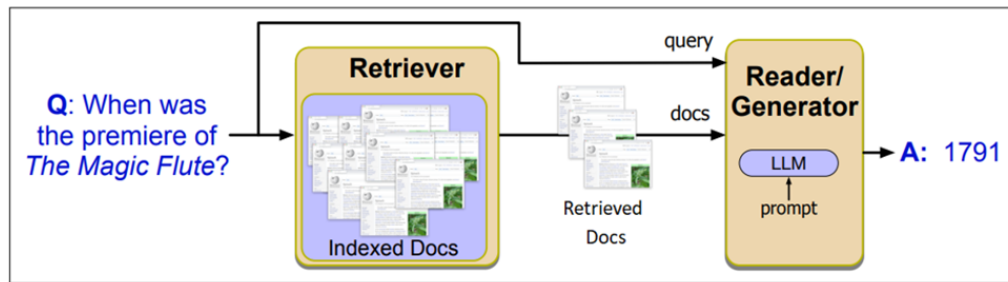 Q: When was
the premiere of
The Magic Flute?
Retriever
Indexed Docs
query
docs
Retrieved
Docs
Reader/
Generator
LLM
prompt
A: 1791